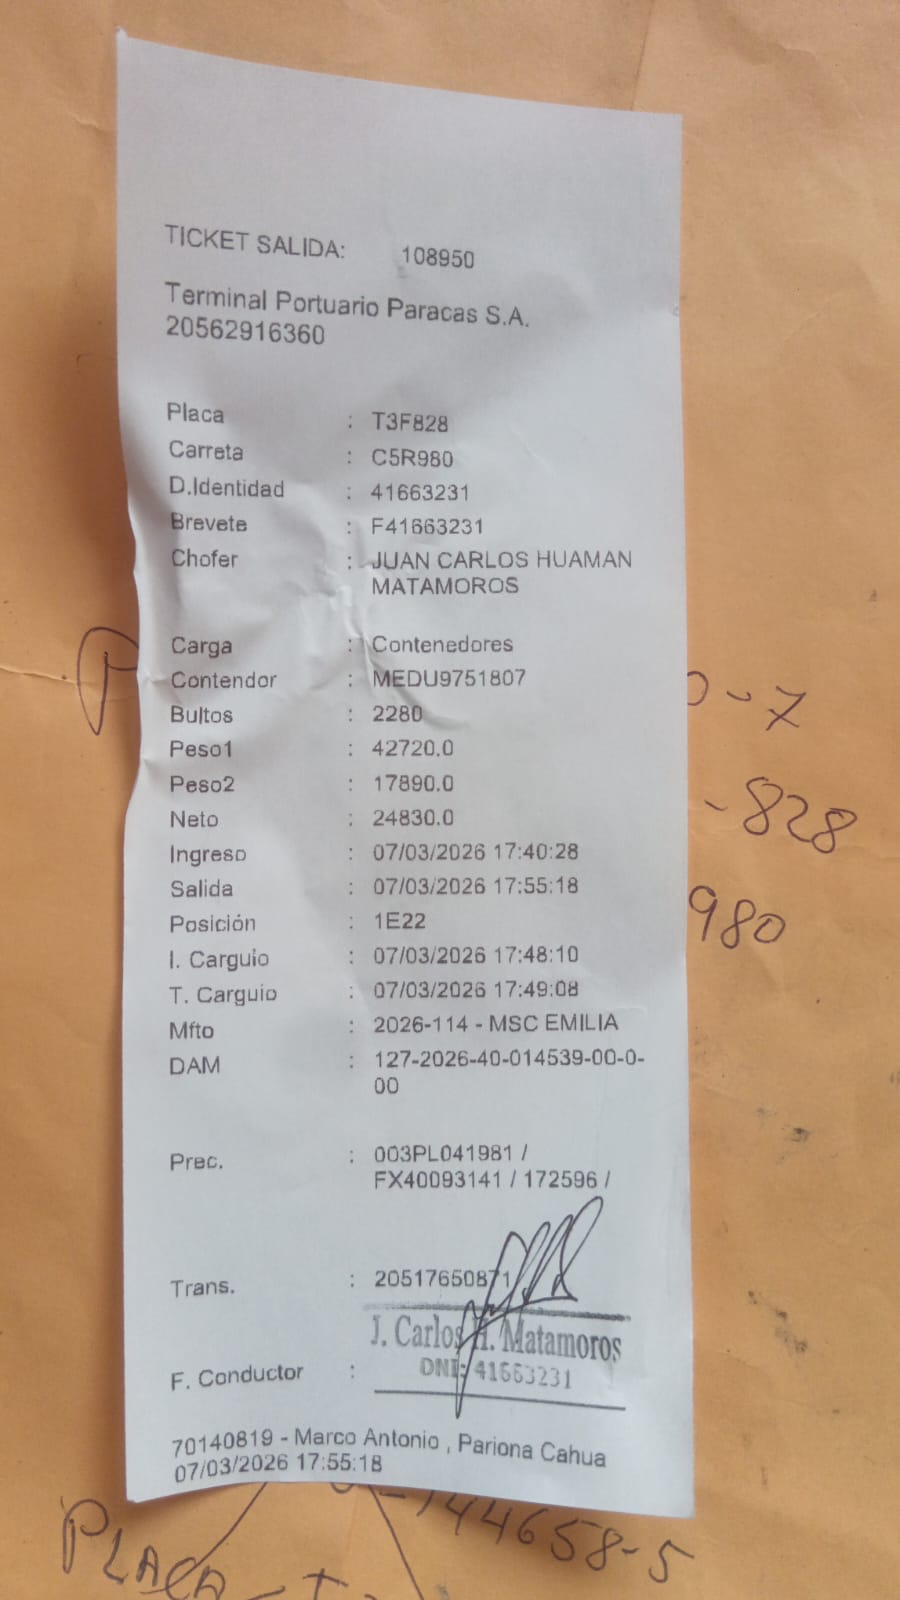 TICKET SALIDA: 108950
Terminal Portuario Paracas S.A.
20562916360
Placa : T3F828
Carreta : C5R980
D.Identidad : 41663231
Brevete : F41663231
Chofer : JUAN CARLOS HUAMAN
MATAMOROS
Carga : Contenedores
Contendor : MEDU9751807
Bultos : 2280
Peso1 : 42720.0
Peso2 : 17890.0
Neto : 24830.0
Ingreso : 07/03/2026 17:40:28
Salida : 07/03/2026 17:55:18
Posición : 1E22
I. Carguio : 07/03/2026 17:48:10
T. Carguio : 07/03/2026 17:49:08
Mfto : 2026-114 - MSC EMILIA
DAM : 127-2026-40-014539-00-0-
00
Prec. : 003PL041981 /
FX40093141 / 172596 /
Trans. : 20517650871
J. Carlos H. Matamoros
DNI: 41663231
F. Conductor :
70140819 - Marco Antonio , Pariona Cahua
07/03/2026 17:55:18
-7
-828
980
-144658-5
PLACA - T